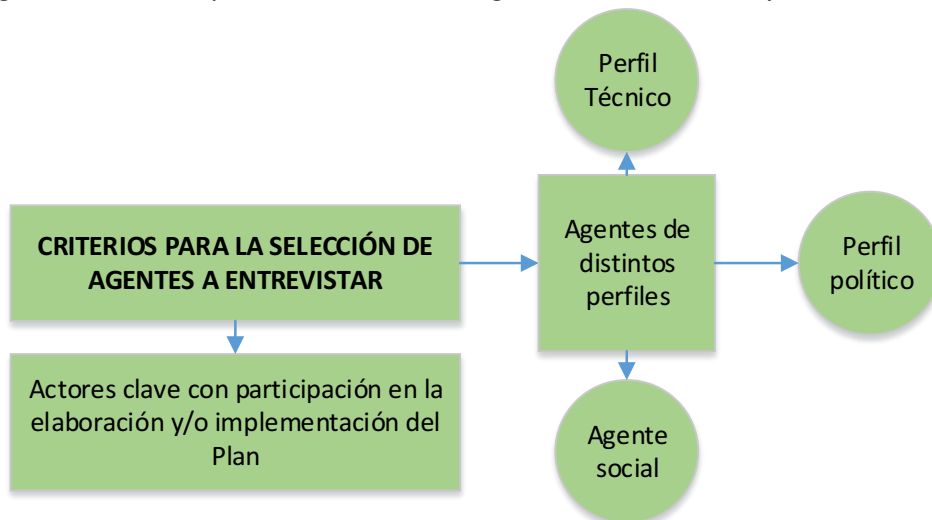 Perfil
Técnico
CRITERIOS PARA LA SELECCIÓN DE
AGENTES A ENTREVISTAR
Agentes de
distintos
perfiles
Perfil
político
Actores clave con participación en la
elaboración y/o implementación del
Plan
Agente
social